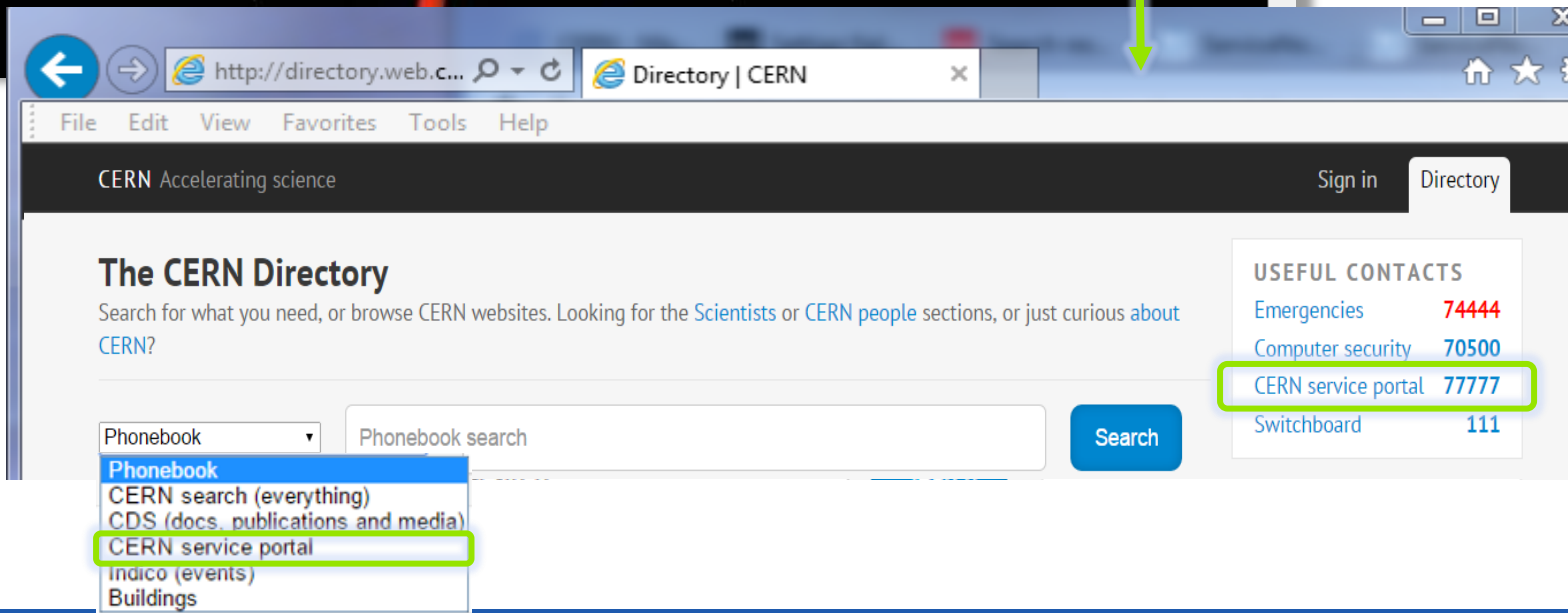 http://directory.web.c...
Directory | CERN
File Edit View Favorites Tools Help
CERN Accelerating science
Sign in Directory
The CERN Directory
Search for what you need, or browse CERN websites. Looking for the Scientists or CERN people sections, or just curious about
CERN?
USEFUL CONTACTS
Emergencies 74444
Computer security 70500
CERN service portal 77777
Switchboard 111
Phonebook
Phonebook search
Search
Phonebook
CERN search (everything)
CDS (docs, publications and media)
CERN service portal
Indico (events)
Buildings